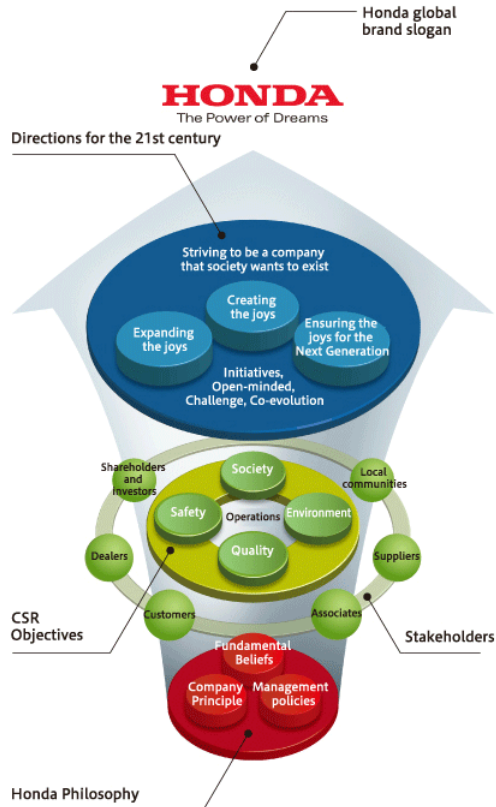 Honda global
brand slogan
HONDA
The Power of Dreams
Directions for the 21st century
Striving to be a company
that society wants to exist
Creating
the joys
Expanding
the joys
Ensuring the
joys for the
Next Generation
Initiatives,
Open-minded,
Challenge, Co-evolution
Shareholders
and
investors
Society
Local
communities
Safety
Operations
Environment
Dealers
Quality
Suppliers
Customers
Associates
CSR
Objectives
Stakeholders
Fundamental
Beliefs
Company
Principle
Management
policies
Honda Philosophy